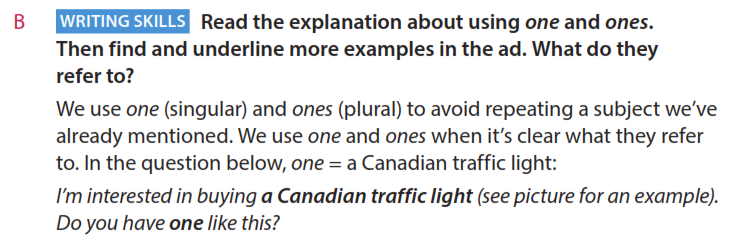 B WRITING SKILLS Read the explanation about using one and ones.
Then find and underline more examples in the ad. What do they
refer to?
We use one (singular) and ones (plural) to avoid repeating a subject we've
already mentioned. We use one and ones when it's clear what they refer
to. In the question below, one = a Canadian traffic light:
I'm interested in buying a Canadian traffic light (see picture for an example).
Do you have one like this?